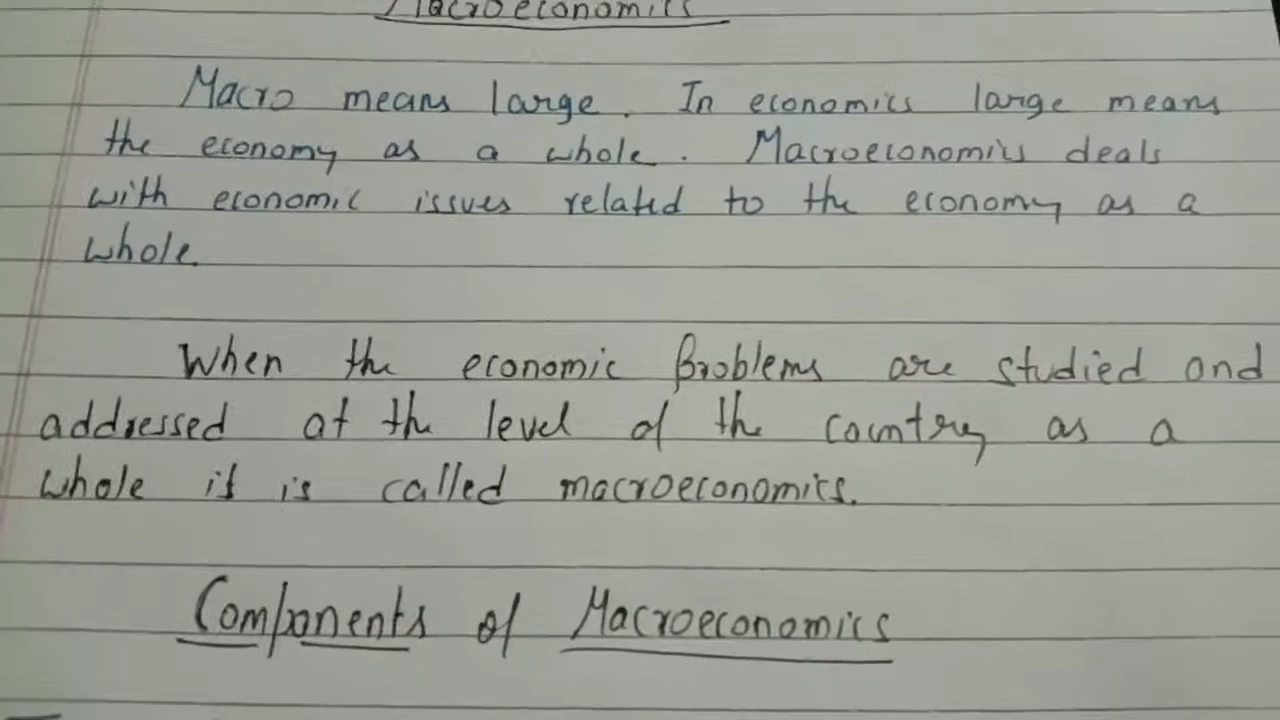 Macroeconomics
Macro means large. In economics large means
the economy as a whole. Macroeconomics deals
with economic issues related to the economy as a
whole.
When the economic problems are studied and
addressed at the level of the country as a
whole it is called macroeconomics.
Components of Macroeconomics